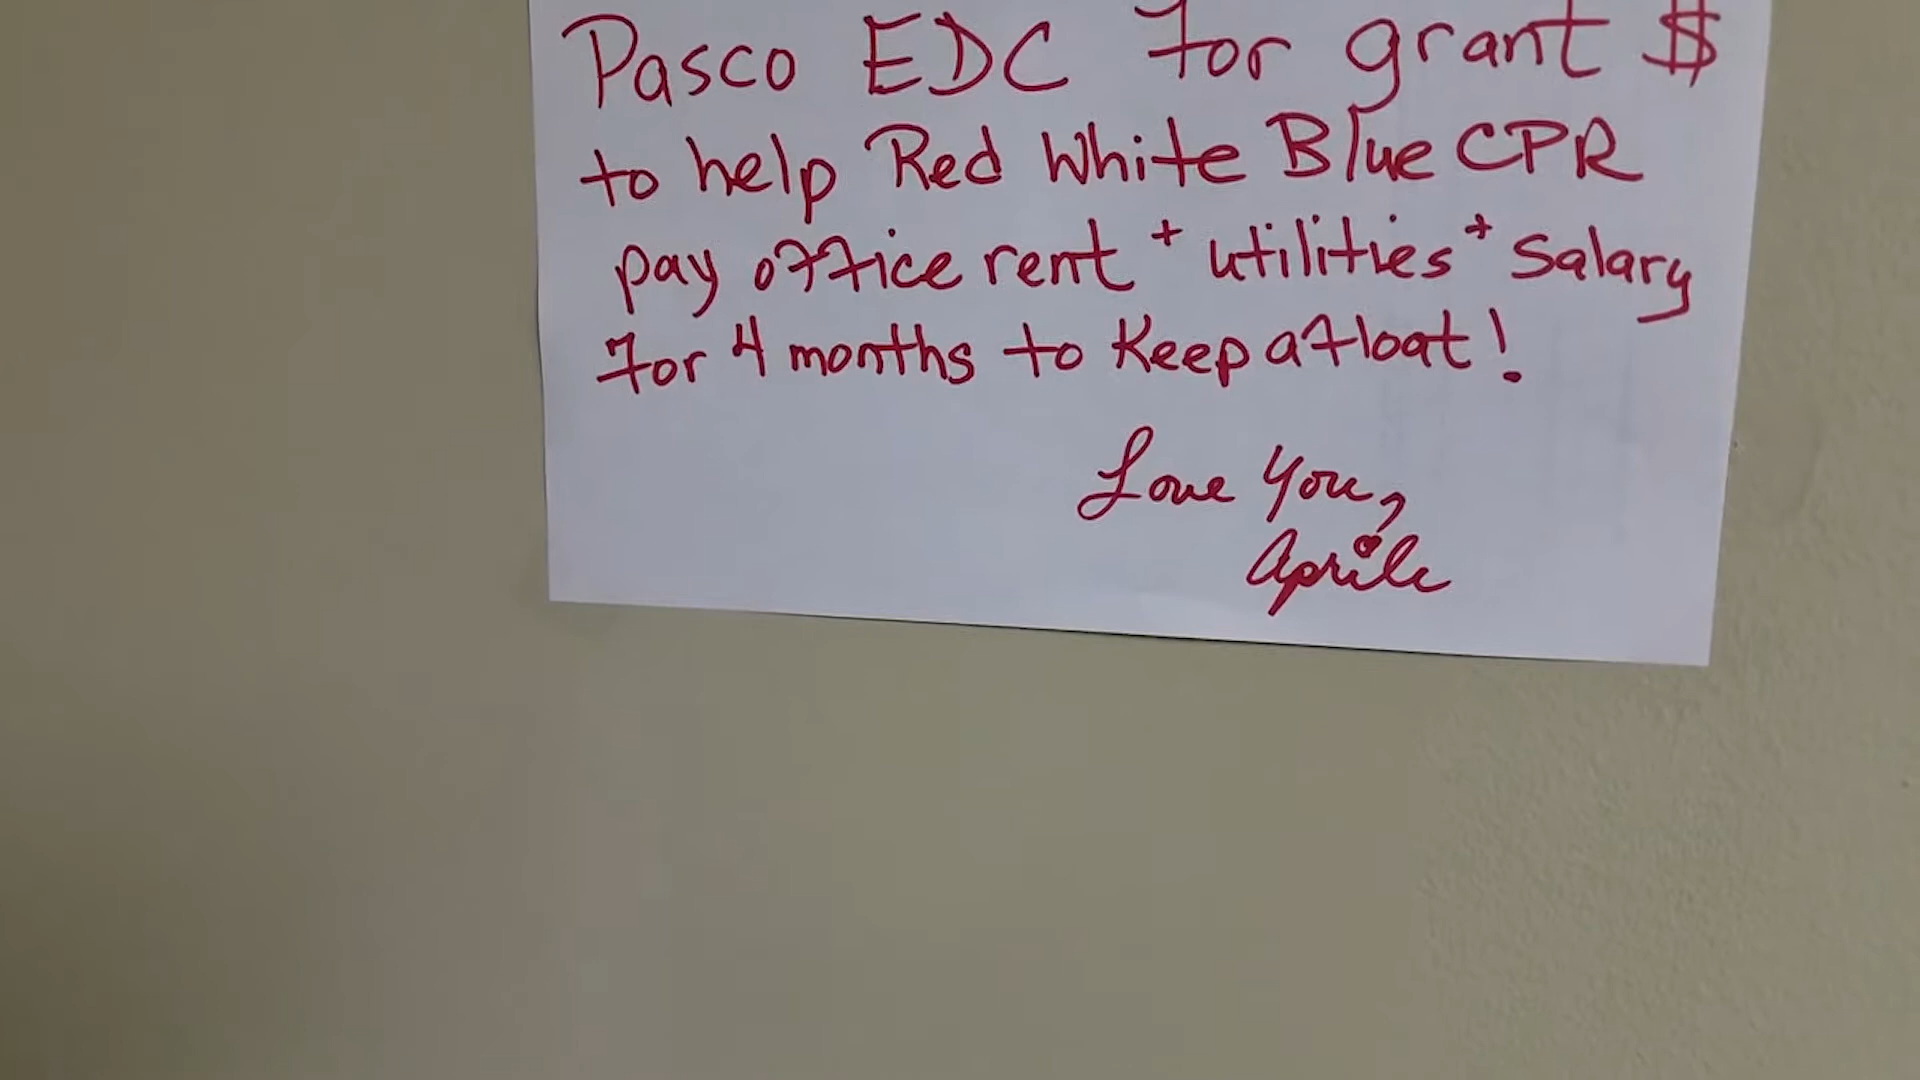 Pasco EDC for grant $
to help Red White Blue CPR
pay office rent + utilities + Salary
for 4 months to Keep afloat!
Love You,
Aprile